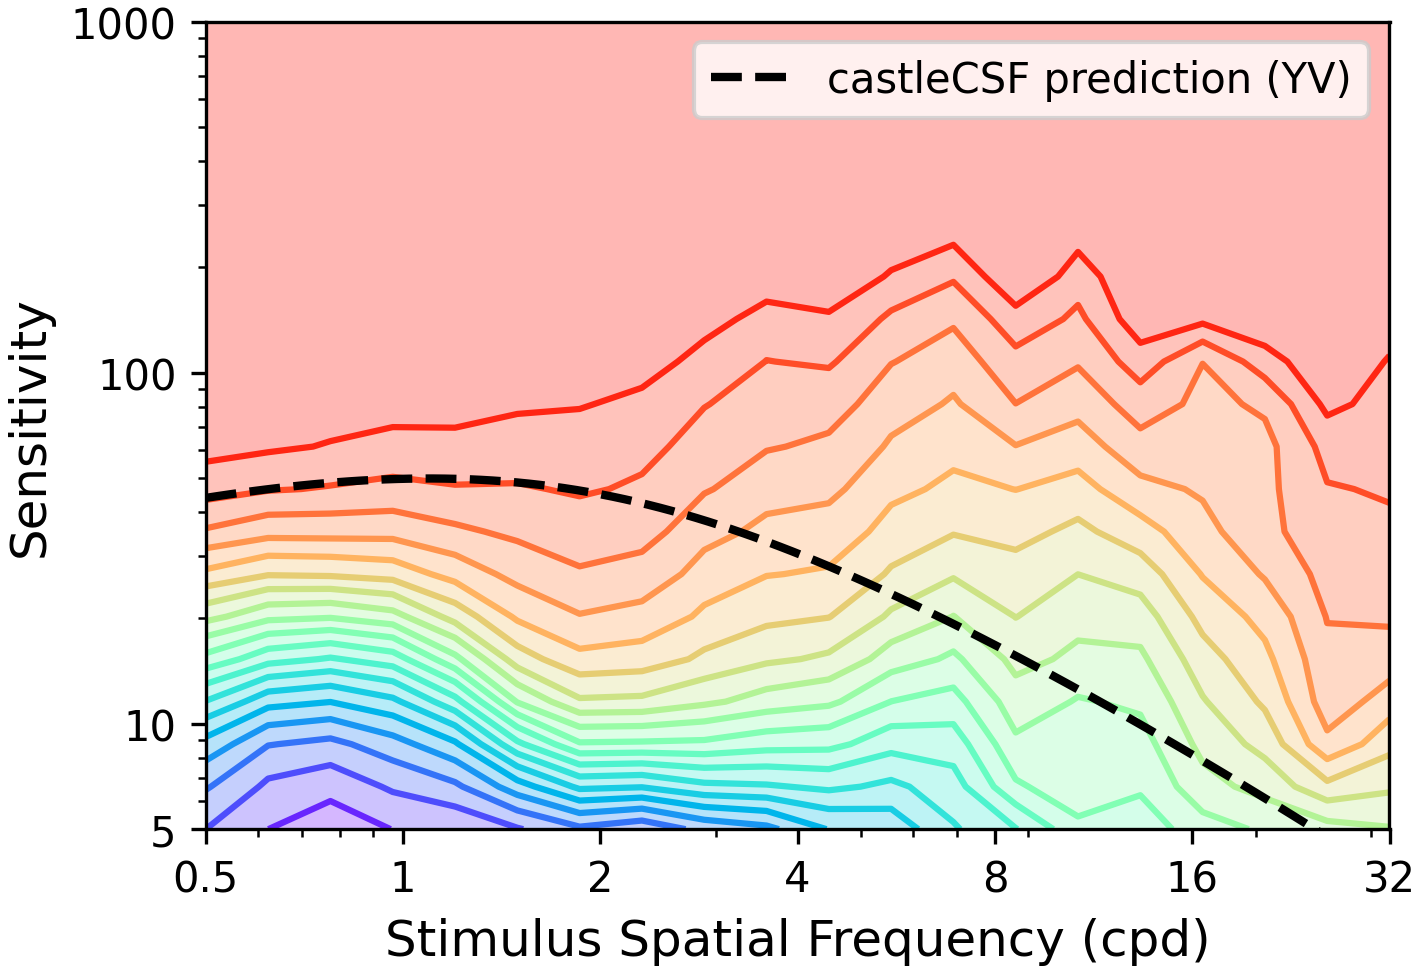 1000
100
10
5
Sensitivity
castleCSF prediction (YV)
0.5 1 2 4 8 16 32
Stimulus Spatial Frequency (cpd)